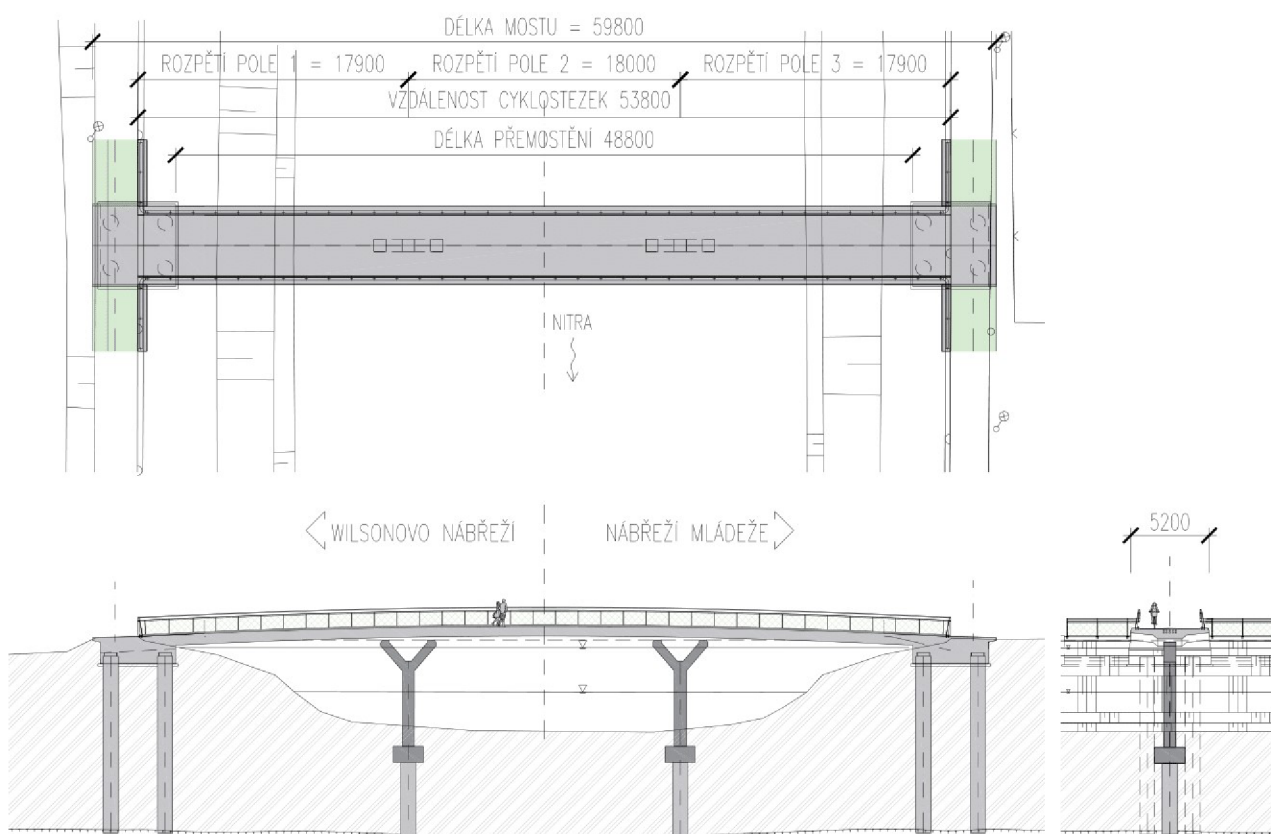 DÉLKA MOSTU = 59800
ROZPĚTÍ POLE 1 = 17900
ROZPĚTÍ POLE 2 = 18000
ROZPĚTÍ POLE 3 = 17900
VZDÁLENOST CYKLOSTEZEK 53800
DÉLKA PŘEMOSTĚNÍ 48800
NITRA
WILSONOVO NÁBŘEŽÍ
NÁBŘEŽÍ MLÁDEŽE
5200